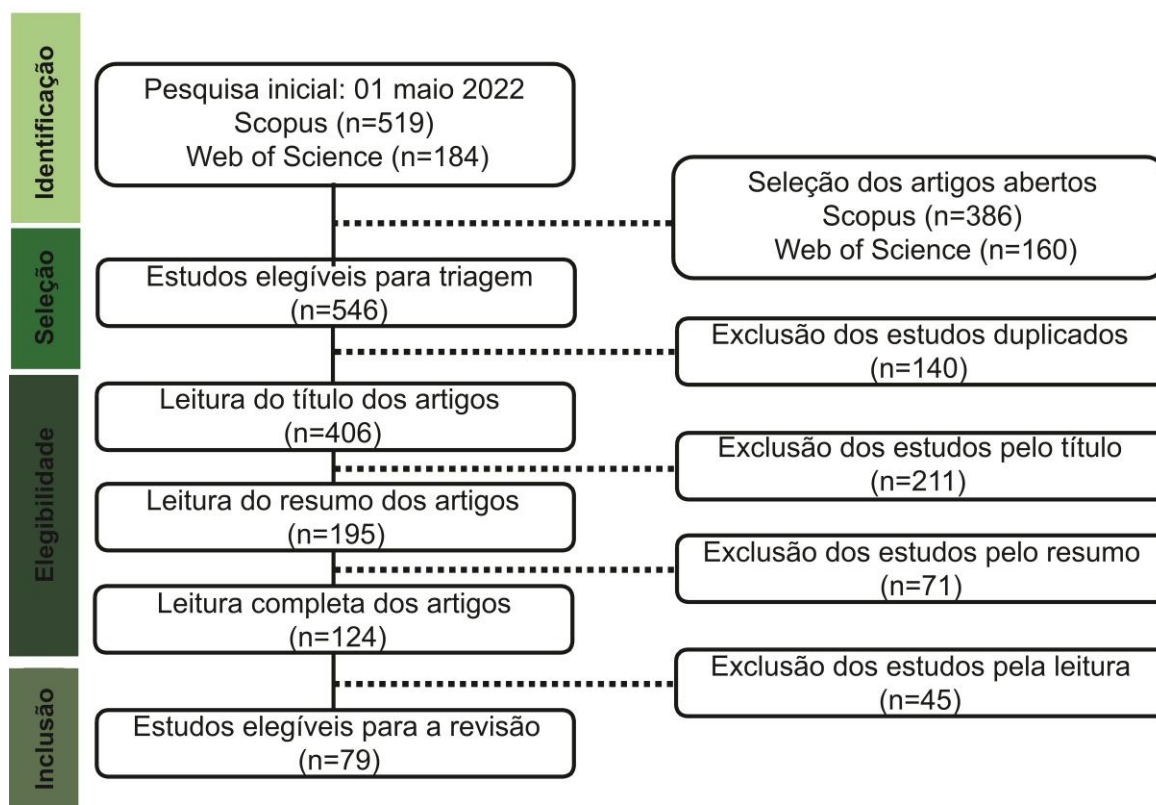 Identificação
Pesquisa inicial: 01 maio 2022
Scopus (n=519)
Web of Science (n=184)
Seleção dos artigos abertos
Scopus (n=386)
Web of Science (n=160)
Seleção
Estudos elegíveis para triagem
(n=546)
Exclusão dos estudos duplicados
(n=140)
Elegibilidade
Leitura do título dos artigos
(n=406)
Exclusão dos estudos pelo título
(n=211)
Leitura do resumo dos artigos
(n=195)
Exclusão dos estudos pelo resumo
(n=71)
Leitura completa dos artigos
(n=124)
Exclusão dos estudos pela leitura
(n=45)
Inclusão
Estudos elegíveis para a revisão
(n=79)